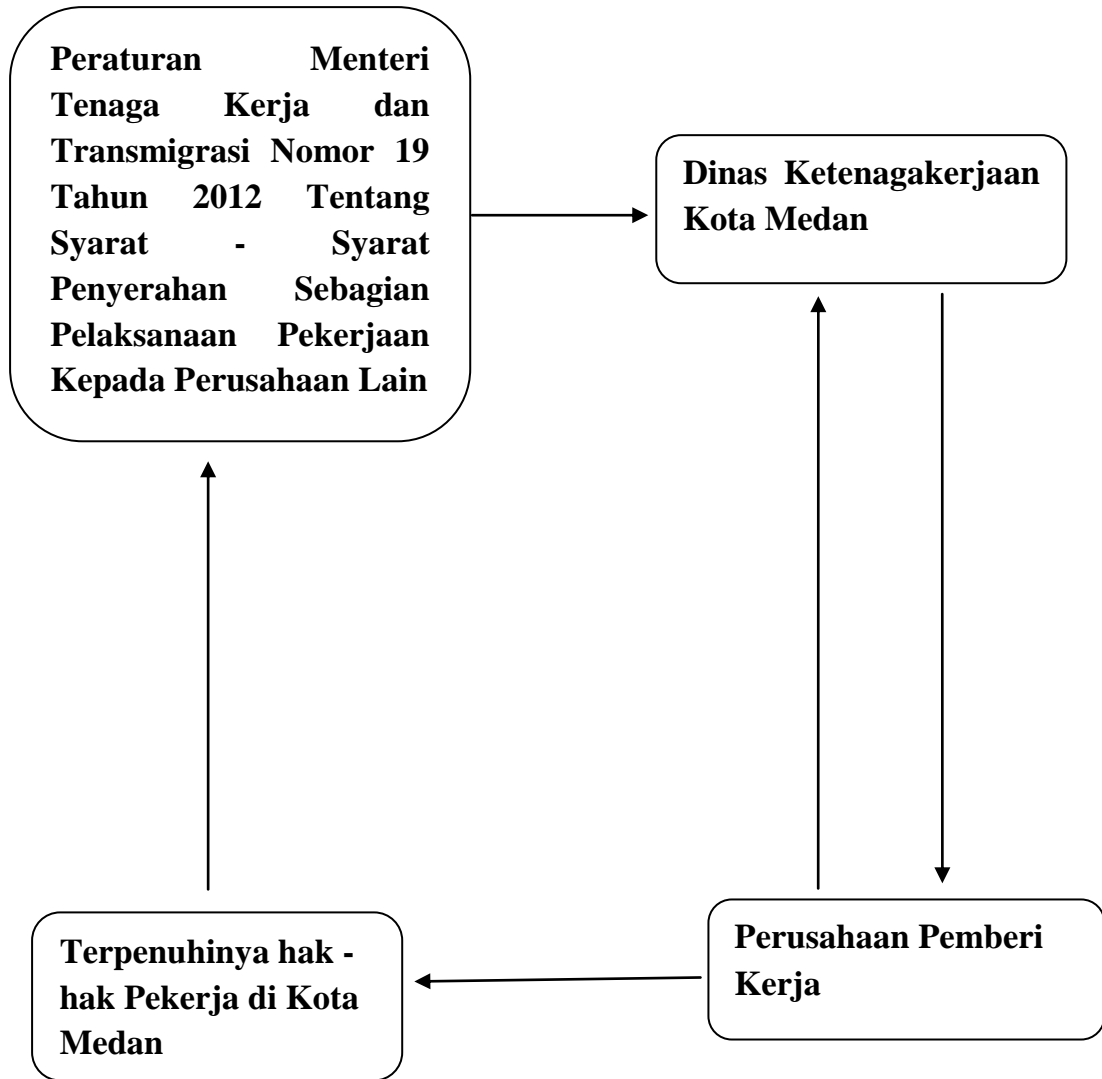 Peraturan Menteri
Tenaga Kerja dan
Transmigrasi Nomor 19
Tahun 2012 Tentang
Syarat - Syarat
Penyerahan Sebagian
Pelaksanaan Pekerjaan
Kepada Perusahaan Lain
Dinas Ketenagakerjaan
Kota Medan
Terpenuhinya hak -
hak Pekerja di Kota
Medan
Perusahaan Pemberi
Kerja